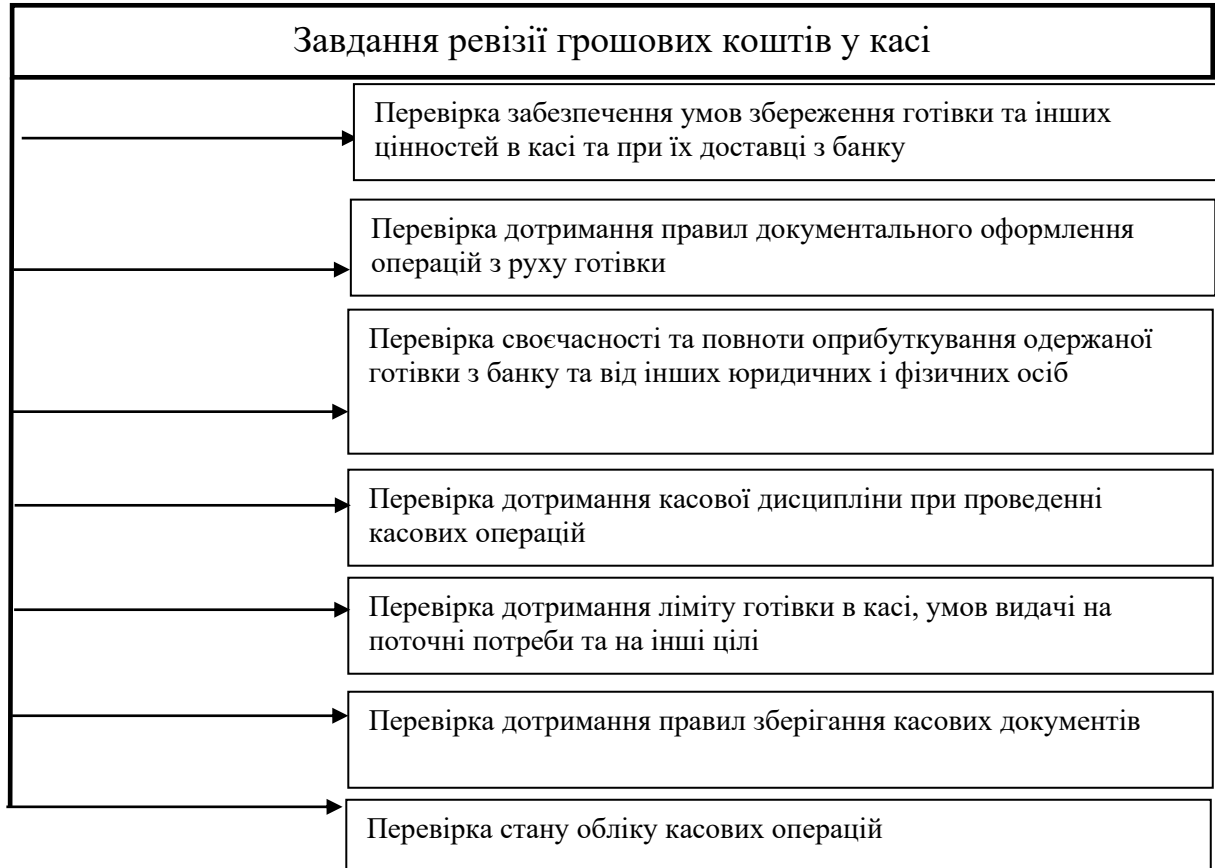 Завдання ревізії грошових коштів у касі
Перевірка забезпечення умов збереження готівки та інших
цінностей в касі та при їх доставці з банку
Перевірка дотримання правил документального оформлення
операцій з руху готівки
Перевірка своєчасності та повноти оприбуткування одержаної
готівки з банку та від інших юридичних і фізичних осіб
Перевірка дотримання касової дисципліни при проведенні
касових операцій
Перевірка дотримання ліміту готівки в касі, умов видачі на
поточні потреби та на інші цілі
Перевірка дотримання правил зберігання касових документів
Перевірка стану обліку касових операцій